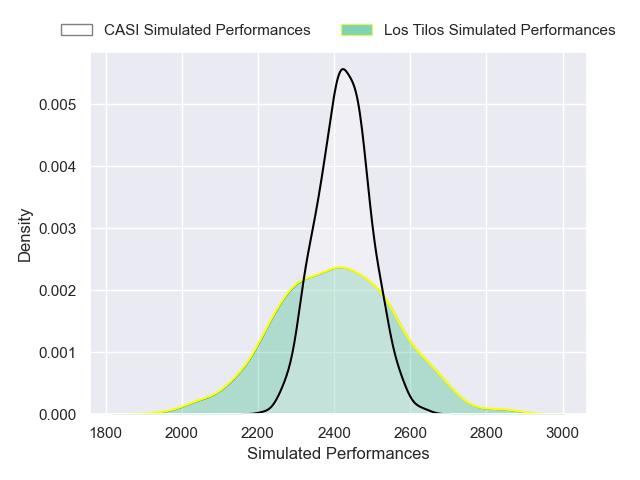 CASI Simulated Performances Los Tilos Simulated Performances
0.005
0.004
0.003
0.002
0.001
0.000
Density
1800 2000 2200 2400 2600 2800 3000
Simulated Performances